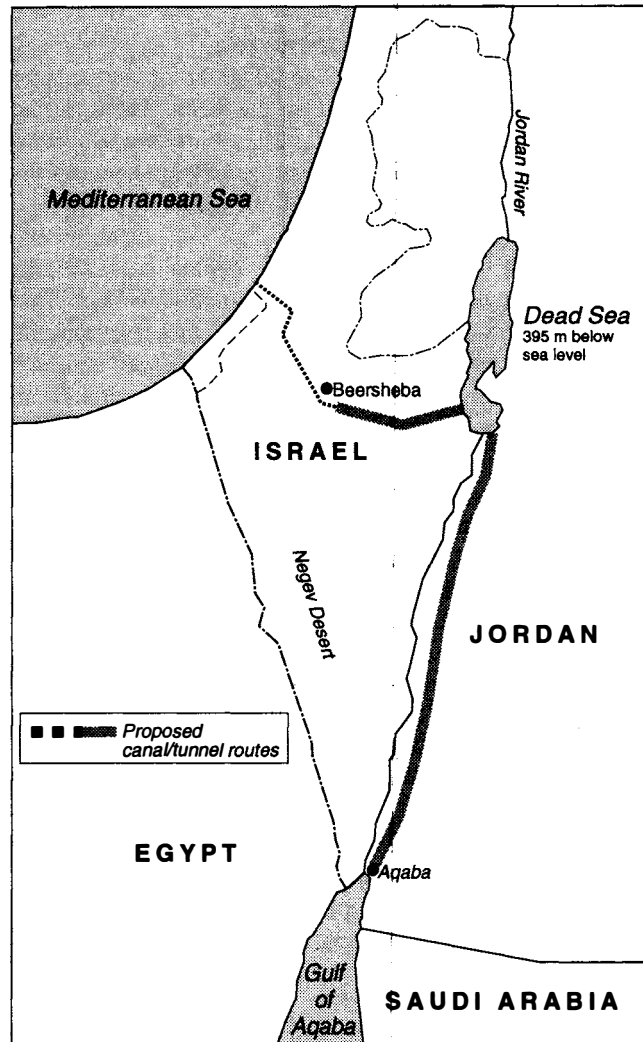 Mediterranean Sea
Jordan River
Dead Sea
395 m below
sea level
Beersheba
ISRAEL
Negev Desert
JORDAN
Proposed
canal/tunnel routes
EGYPT
Aqaba
Gulf
of
Aqaba
SAUDI ARABIA